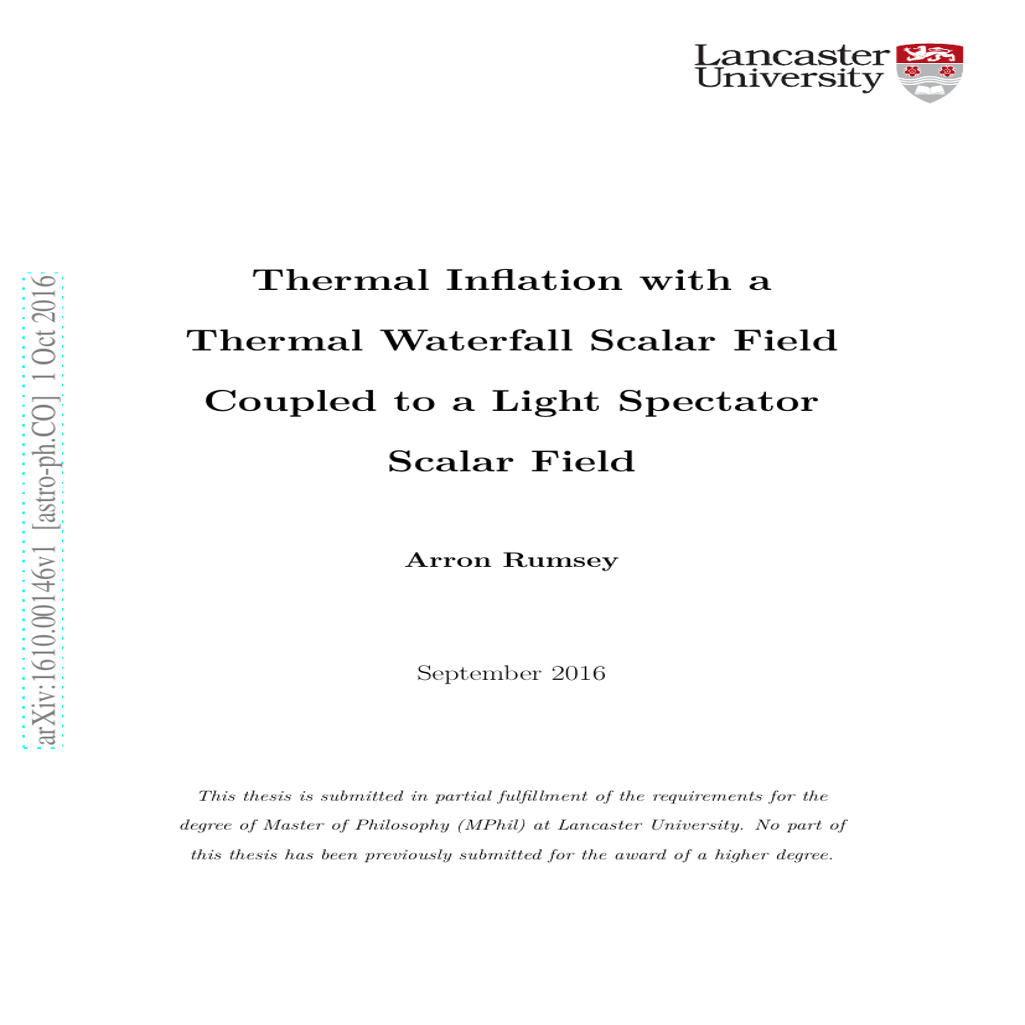 Lancaster
University
Thermal Inflation with a
Thermal Waterfall Scalar Field
Coupled to a Light Spectator
Scalar Field
Arron Rumsey
September 2016
This thesis is submitted in partial fulfillment of the requirements for the
degree of Master of Philosophy (MPhil) at Lancaster University. No part of
this thesis has been previously submitted for the award of a higher degree.
arXiv:1610.00146v1 [astro-ph.CO] 1 Oct 2016